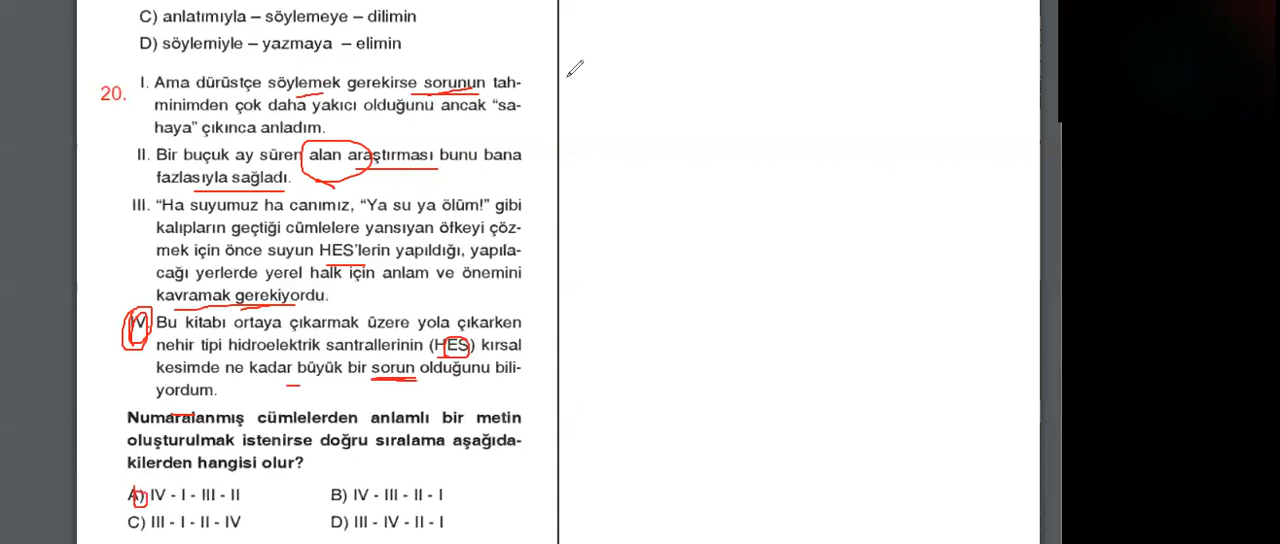 C) anlatımıyla – söylemeye – dilimin
D) söylemiyle – yazmaya – elimin
20. I. Ama dürüstçe söylemek gerekirse sorunun tah-
minimden çok daha yakıcı olduğunu ancak “sa-
haya” çıkınca anladım.
II. Bir buçuk ay süren alan araştırması bunu bana
fazlasıyla sağladı.
III. “Ha suyumuz ha canımız, “Ya su ya ölüm!” gibi
kalıpların geçtiği cümlelere yansıyan öfkeyi çöz-
mek için önce suyun HES’lerin yapıldığı, yapıla-
cağı yerlerde yerel halk için anlam ve önemini
kavramak gerekiyordu.
IV. Bu kitabı ortaya çıkarmak üzere yola çıkarken
nehir tipi hidroelektrik santrallerinin (HES) kırsal
kesimde ne kadar büyük bir sorun olduğunu bili-
yordum.
Numaralanmış cümlelerden anlamlı bir metin
oluşturulmak istenirse doğru sıralama aşağıda-
kilerden hangisi olur?
A) IV - I - III - II B) IV - III - II - I
C) III - I - II - IV D) III - IV - II - I